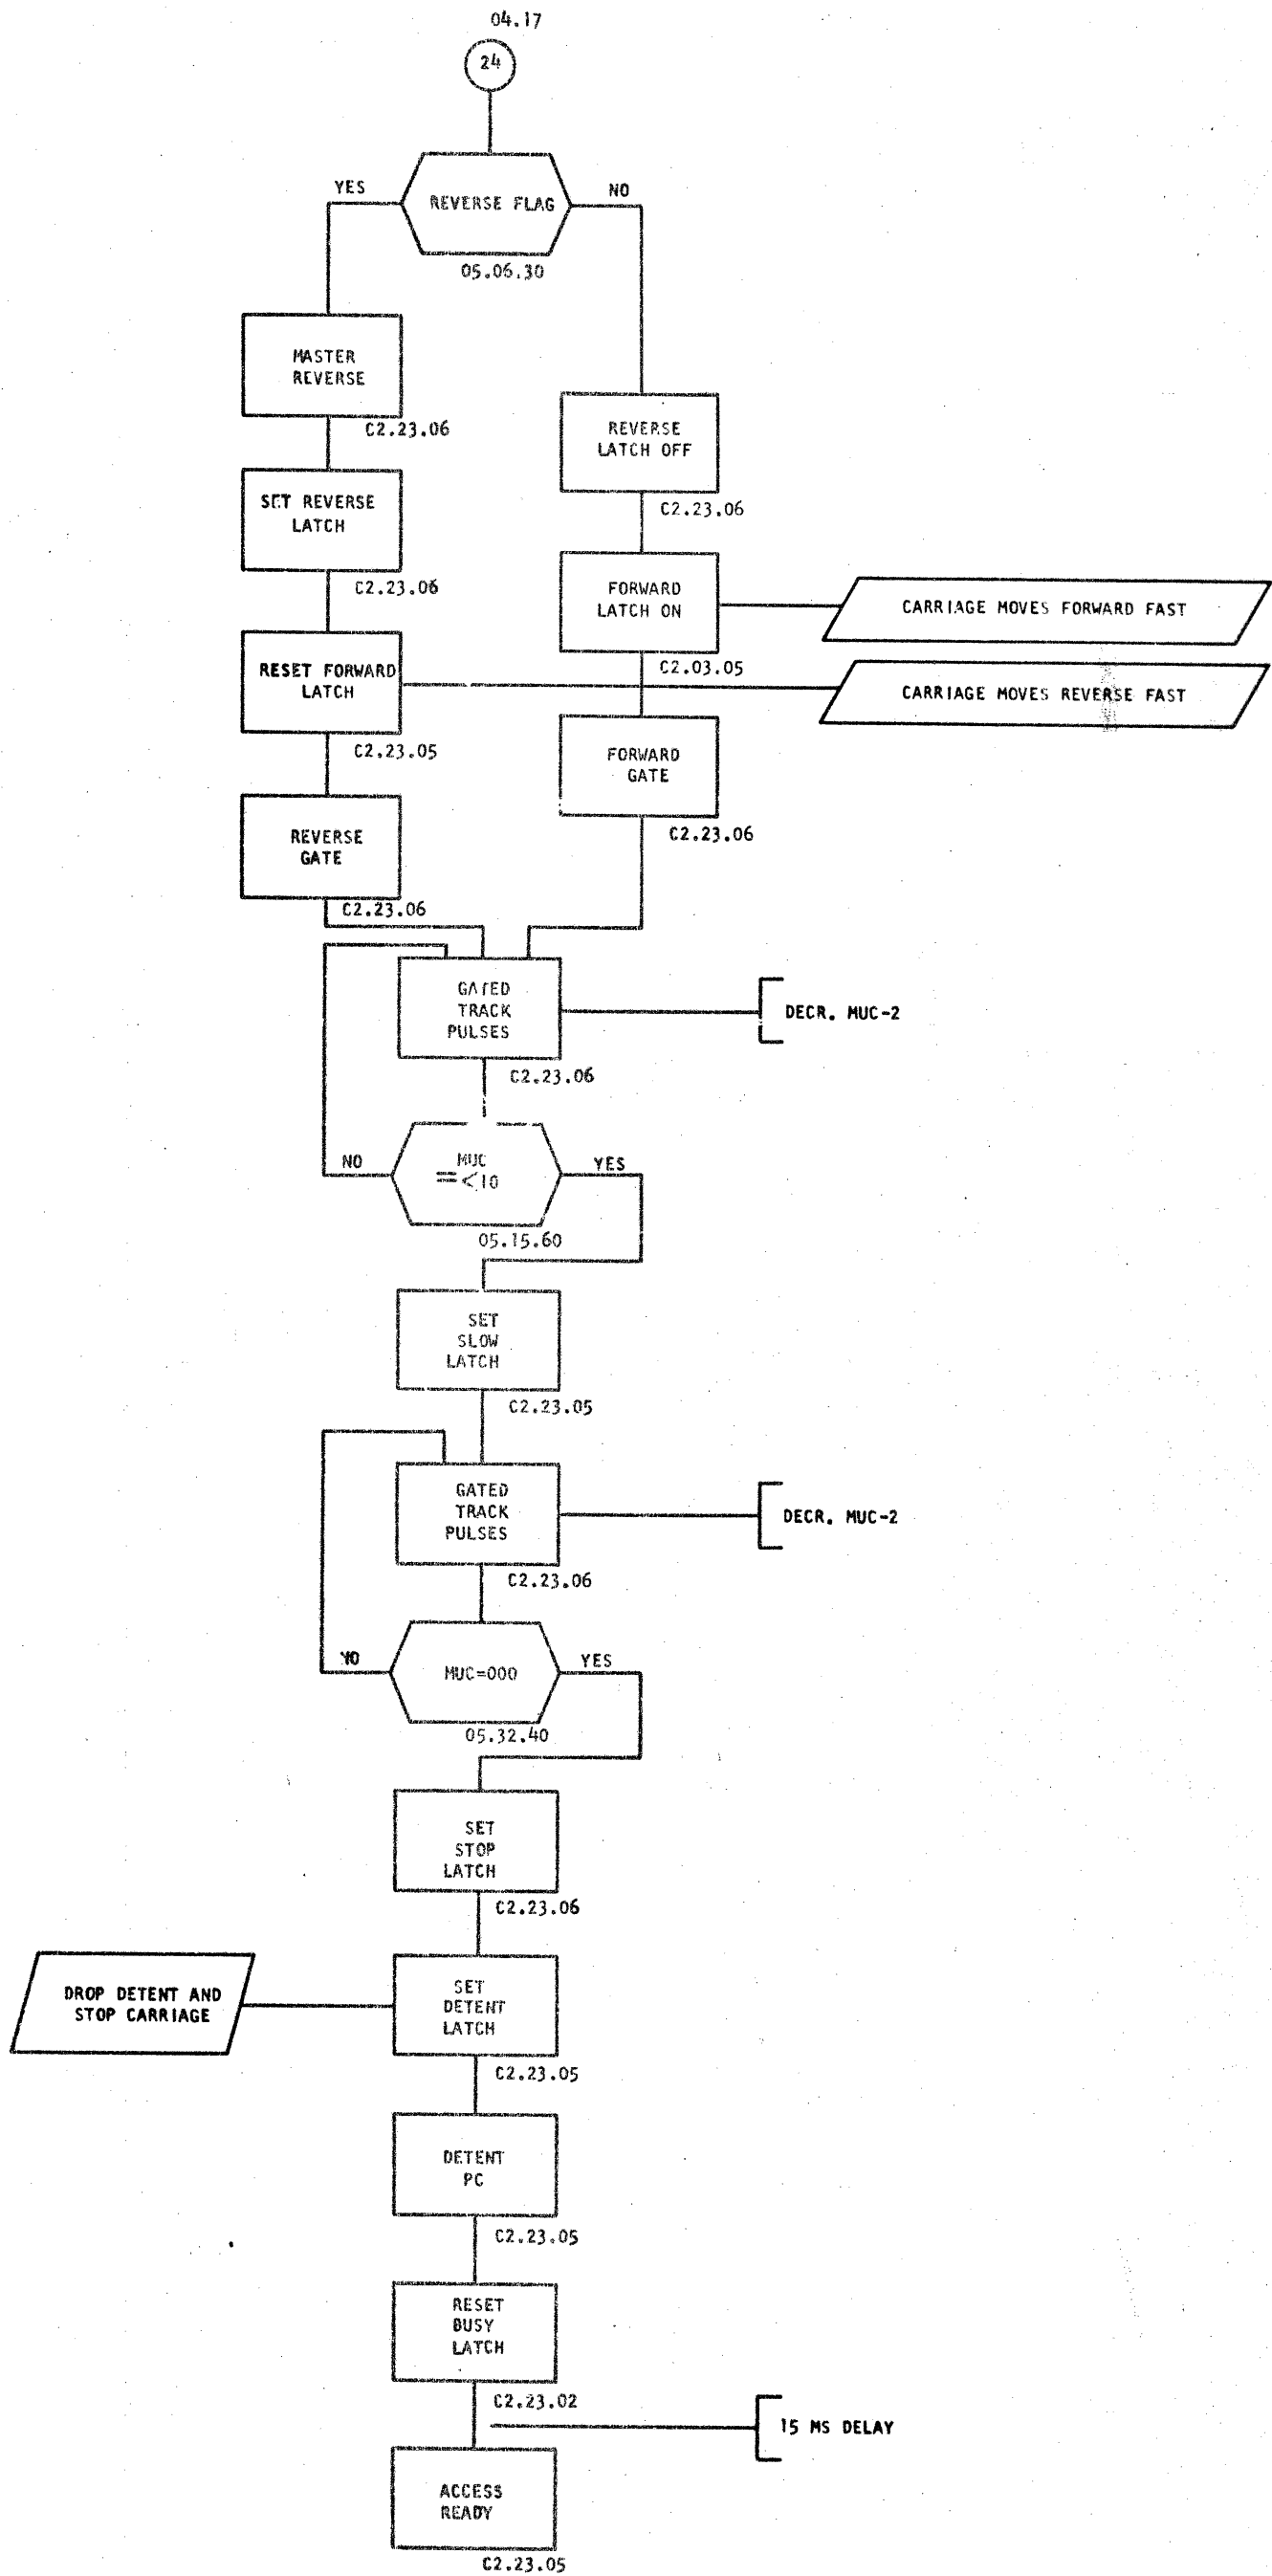 04.17
24
YES
REVERSE FLAG
NO
05.06.30
MASTER
REVERSE
C2.23.06
REVERSE
LATCH OFF
C2.23.06
SET REVERSE
LATCH
C2.23.06
FORWARD
LATCH ON
C2.03.05
CARRIAGE MOVES FORWARD FAST
RESET FORWARD
LATCH
C2.23.05
CARRIAGE MOVES REVERSE FAST
FORWARD
GATE
C2.23.06
REVERSE
GATE
C2.23.06
GATED
TRACK
PULSES
C2.23.06
DECR. MUC-2
NO
MUC
=<10
YES
05.15.60
SET
SLOW
LATCH
C2.23.05
GATED
TRACK
PULSES
C2.23.06
DECR. MUC-2
NO
MUC=000
YES
05.32.40
SET
STOP
LATCH
C2.23.06
DROP DETENT AND
STOP CARRIAGE
SET
DETENT
LATCH
C2.23.05
DETENT
PC
C2.23.05
RESET
BUSY
LATCH
C2.23.02
15 MS DELAY
ACCESS
READY
C2.23.05